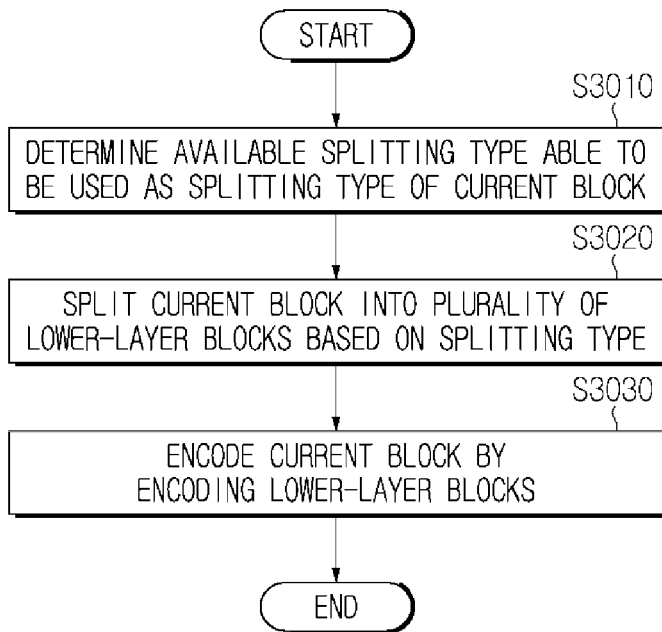 START
S3010
DETERMINE AVAILABLE SPLITTING TYPE ABLE TO
BE USED AS SPLITTING TYPE OF CURRENT BLOCK
S3020
SPLIT CURRENT BLOCK INTO PLURALITY OF
LOWER-LAYER BLOCKS BASED ON SPLITTING TYPE
S3030
ENCODE CURRENT BLOCK BY
ENCODING LOWER-LAYER BLOCKS
END